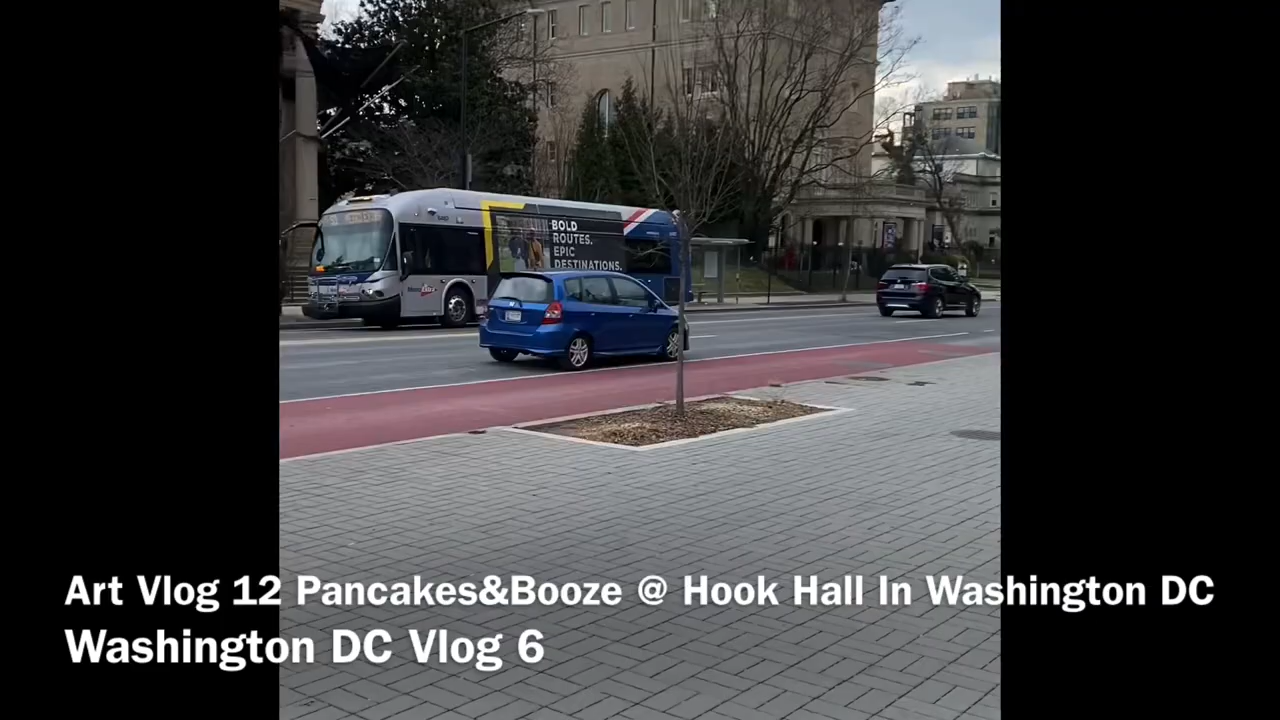 BOLD
ROUTES.
EPIC
DESTINATIONS.
Art Vlog 12 Pancakes&Booze @ Hook Hall In Washington DC
Washington DC Vlog 6